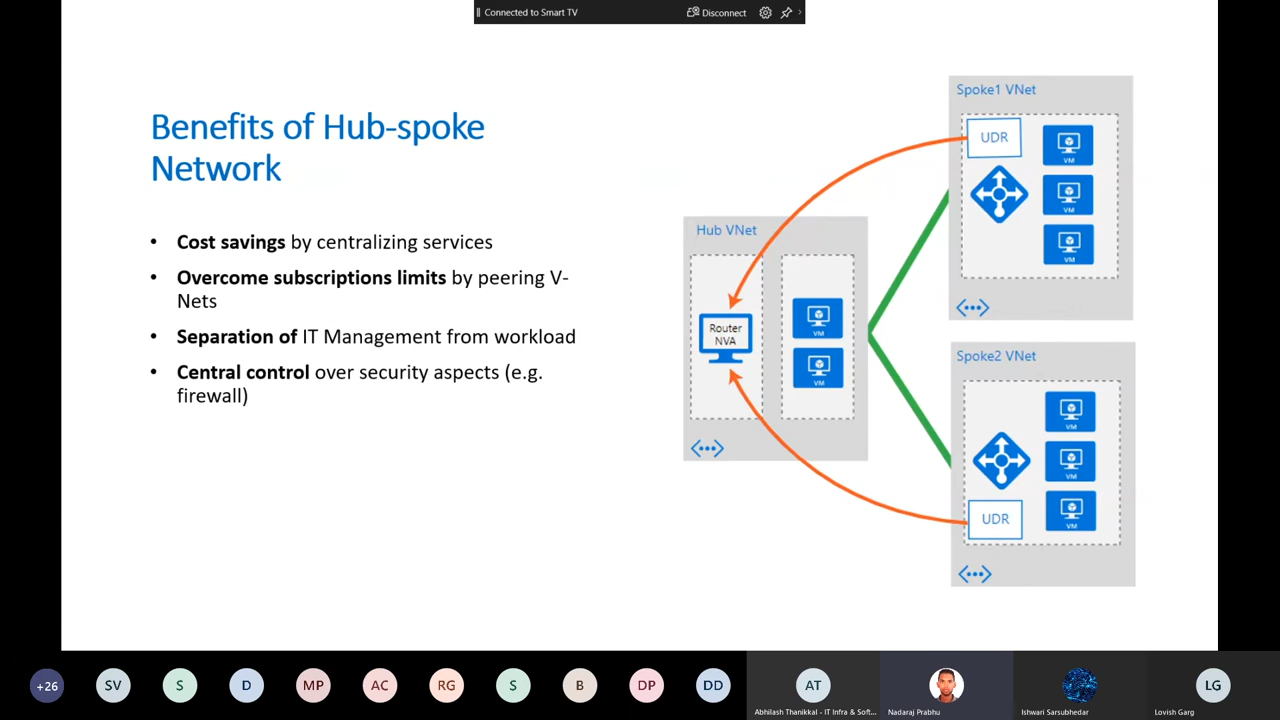 Connected to Smart TV
Disconnect
Benefits of Hub-spoke
Network
• Cost savings by centralizing services
• Overcome subscriptions limits by peering V-
Nets
• Separation of IT Management from workload
• Central control over security aspects (e.g.
firewall)
Hub VNet
Router
NVA
VM
VM
Spoke1 VNet
UDR
VM
VM
VM
Spoke2 VNet
VM
VM
VM
UDR
+26
SV
S
D
MP
AC
RG
S
B
DP
DD
AT
LG
Abhilash Thanikkal - IT Infra & Soft...
Nadaraj Prabhu
Ishwari Sarsubhedar
Lovish Garg